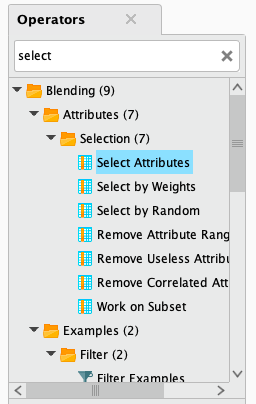 Operators
select
Blending (9)
Attributes (7)
Selection (7)
Select Attributes
Select by Weights
Select by Random
Remove Attribute Rang
Remove Useless Attribu
Remove Correlated Att
Work on Subset
Examples (2)
Filter (2)
Filter Examples